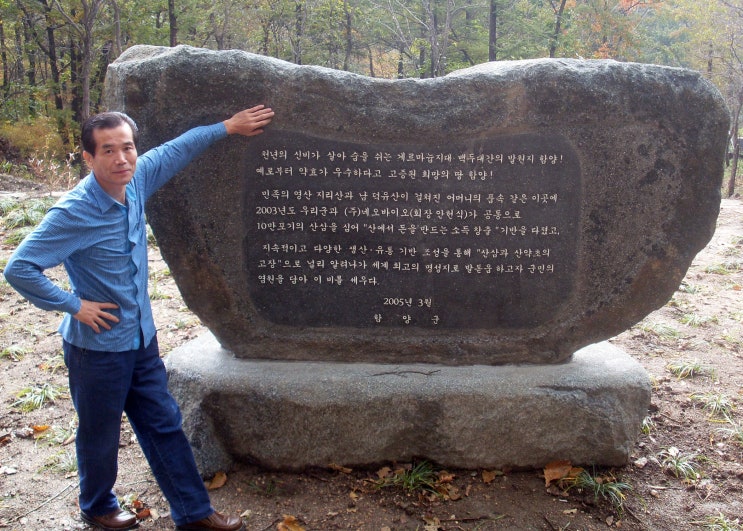 천년의 신비가 살아 숨을 쉬는 게르마늄지대 백두대간의 발원지 함양!
예로부터 약효가 우수하다고 고증된 희망의 땅 함양!
민족의 영산 지리산과 남 덕유산이 걸쳐진 어머니의 품속 같은 이곳에
2003년도 우리군과 (주)네오바이오(회장 안현식)가 공동으로
10만포기의 산삼을 심어 "산에서 돈을"만드는 소득 창출 "기반을 다졌고,
지속적이고 다양한 생산·유통 기반 조성을 통해 "산삼과 산약초의
고장"으로 널리 알려나가 세계 최고의 명성지로 발돋움하고자 군민의
염원을 담아 이 비를 세우다.
2005년 3월
함 양 군